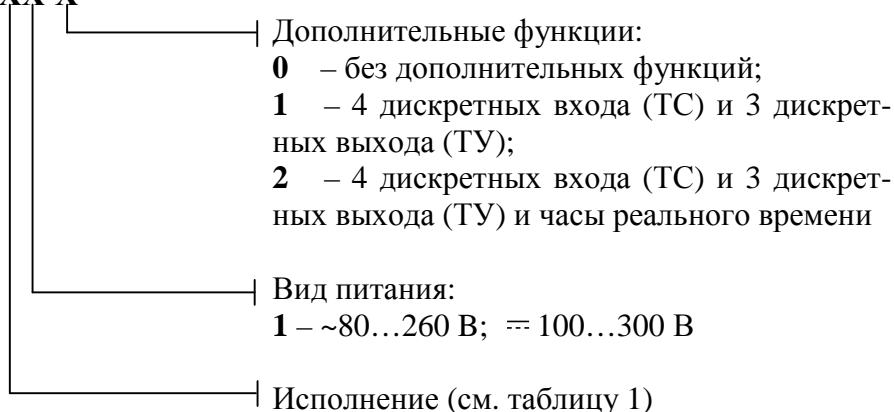 Дополнительные функции:
0 – без дополнительных функций;
1 – 4 дискретных входа (ТС) и 3 дискрет-
ных выхода (ТУ);
2 – 4 дискретных входа (ТС) и 3 дискрет-
ных выхода (ТУ) и часы реального времени
Вид питания:
1 – ~80…260 В; ⎓ 100…300 В
Исполнение (см. таблицу 1)